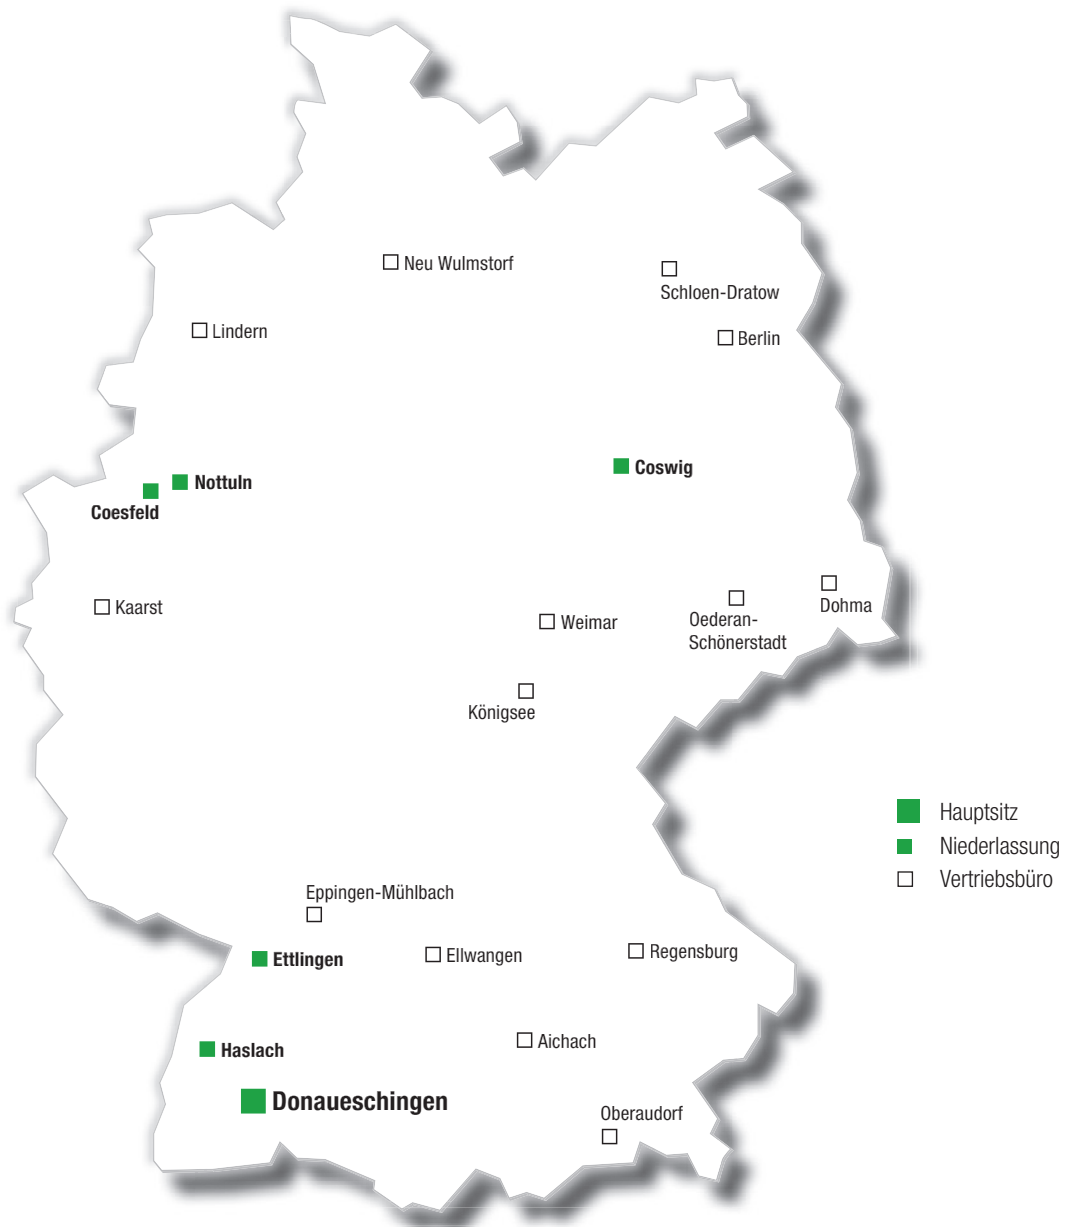 Neu Wulmstorf
Schloen-Dratow
Lindern
Berlin
Coswig
Nottuln
Coesfeld
Kaarst
Dohma
Oederan-
Schönerstadt
Weimar
Königsee
Hauptsitz
Niederlassung
Vertriebsbüro
Eppingen-Mühlbach
Ettlingen
Ellwangen
Regensburg
Haslach
Aichach
Donaueschingen
Oberaudorf